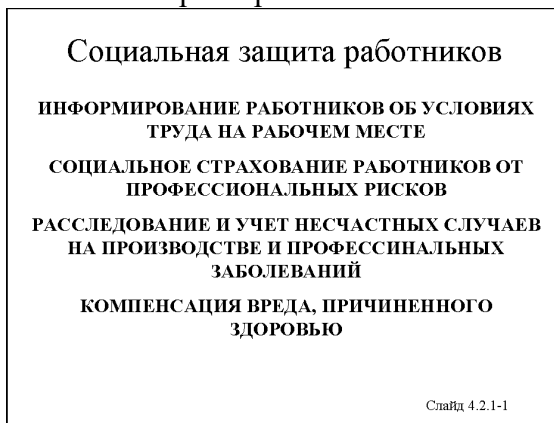 Социальная защита работников
ИНФОРМИРОВАНИЕ РАБОТНИКОВ ОБ УСЛОВИЯХ
ТРУДА НА РАБОЧЕМ МЕСТЕ
СОЦИАЛЬНОЕ СТРАХОВАНИЕ РАБОТНИКОВ ОТ
ПРОФЕССИОНАЛЬНЫХ РИСКОВ
РАССЛЕДОВАНИЕ И УЧЕТ НЕСЧАСТНЫХ СЛУЧАЕВ
НА ПРОИЗВОДСТВЕ И ПРОФЕССИНАЛЬНЫХ
ЗАБОЛЕВАНИЙ
КОМПЕНСАЦИЯ ВРЕДА, ПРИЧИНЕННОГО
ЗДОРОВЬЮ
Слайд 4.2.1-1